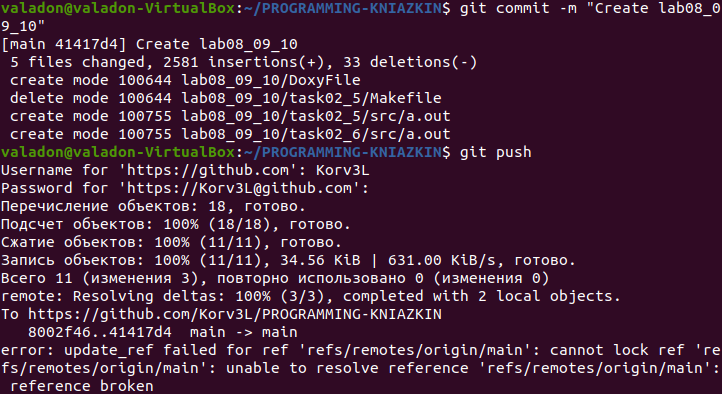 valadon@valadon-VirtualBox:~/PROGRAMMING-KNIAZKIN$ git commit -m "Create lab08_0
9_10"
[main 41417d4] Create lab08_09_10
 5 files changed, 2581 insertions(+), 33 deletions(-)
 create mode 100644 lab08_09_10/DoxyFile
 delete mode 100644 lab08_09_10/task02_5/Makefile
 create mode 100755 lab08_09_10/task02_5/src/a.out
 create mode 100755 lab08_09_10/task02_6/src/a.out
valadon@valadon-VirtualBox:~/PROGRAMMING-KNIAZKIN$ git push
Username for 'https://github.com': Korv3L
Password for 'https://Korv3L@github.com':
Перечисление объектов: 18, готово.
Подсчет объектов: 100% (18/18), готово.
Сжатие объектов: 100% (11/11), готово.
Запись объектов: 100% (11/11), 34.56 KiB | 631.00 KiB/s, готово.
Всего 11 (изменения 3), повторно использовано 0 (изменения 0)
remote: Resolving deltas: 100% (3/3), completed with 2 local objects.
To https://github.com/Korv3L/PROGRAMMING-KNIAZKIN
   8002f46..41417d4  main -> main
error: update_ref failed for ref 'refs/remotes/origin/main': cannot lock ref 're
fs/remotes/origin/main': unable to resolve reference 'refs/remotes/origin/main':
 reference broken